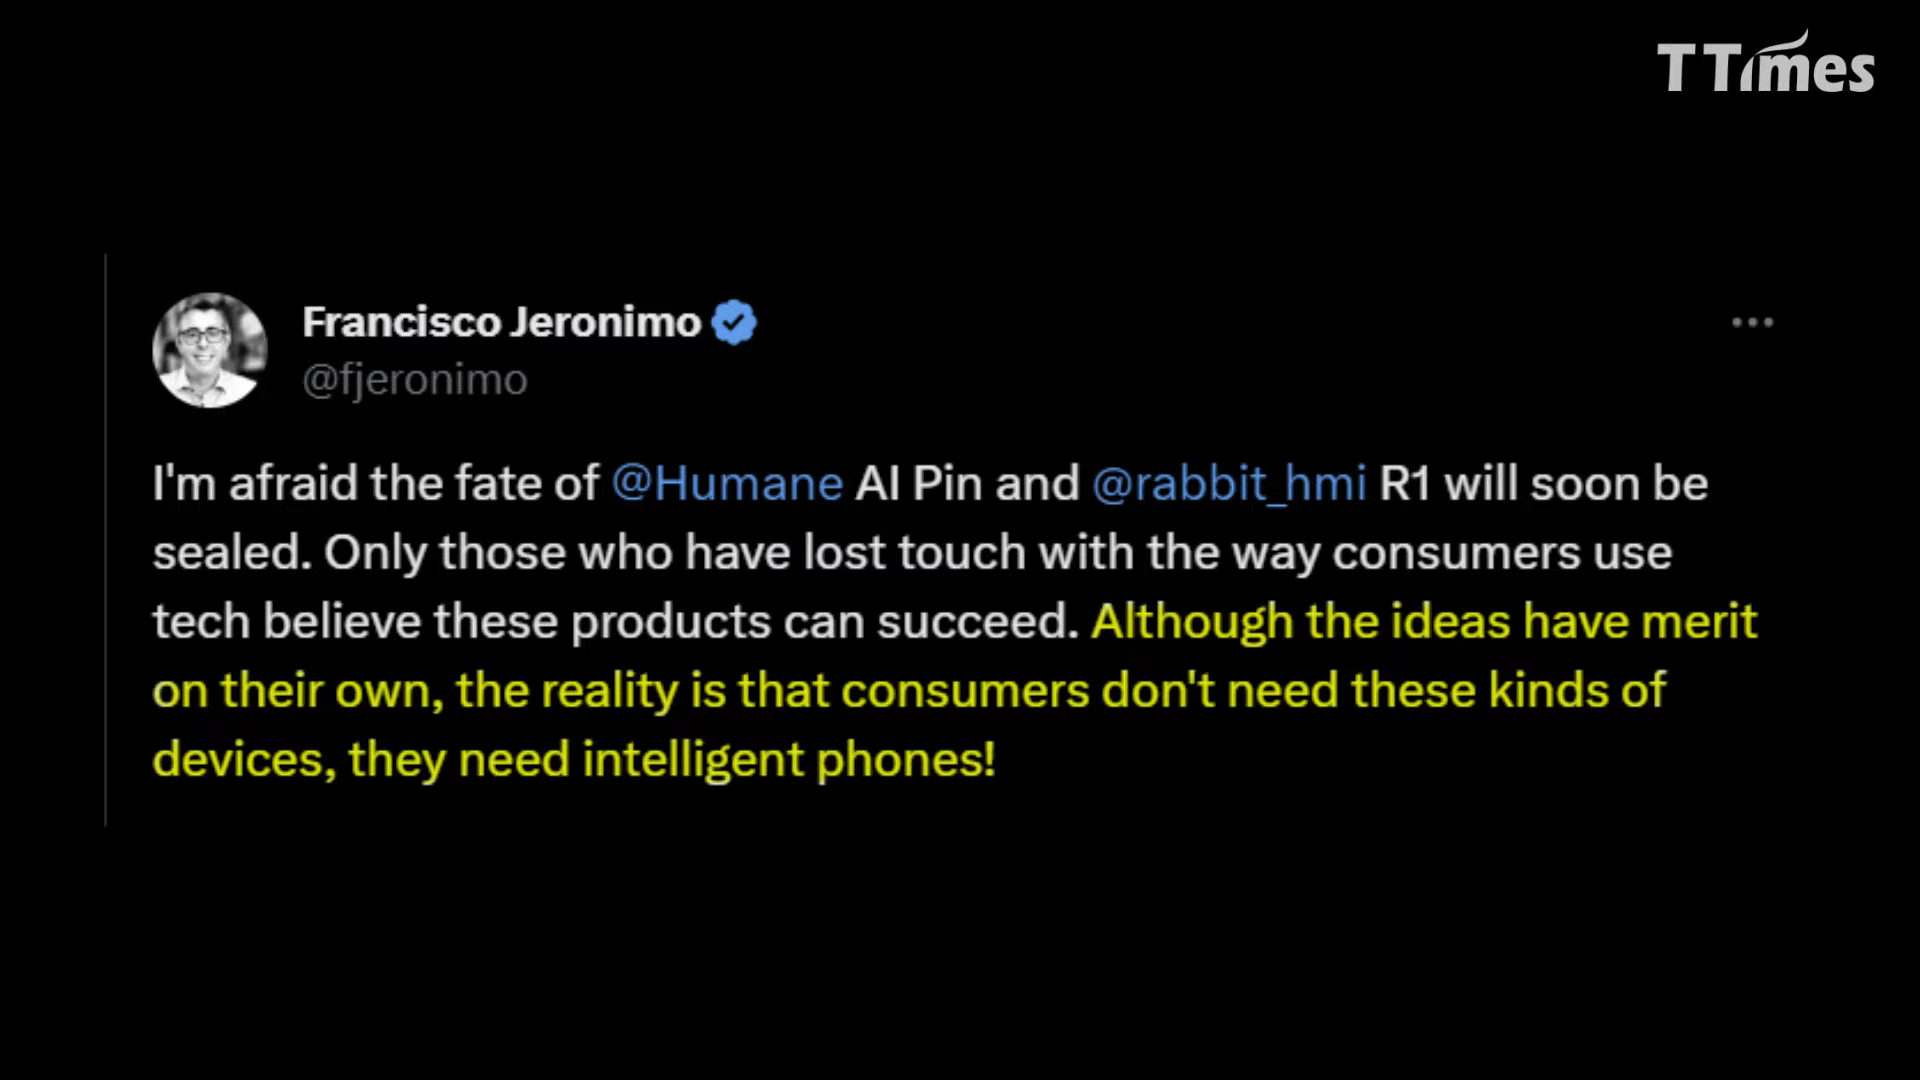 TTimes
Francisco Jeronimo
@fjeronimo
I'm afraid the fate of @Humane AI Pin and @rabbit_hmi R1 will soon be
sealed. Only those who have lost touch with the way consumers use
tech believe these products can succeed. Although the ideas have merit
on their own, the reality is that consumers don't need these kinds of
devices, they need intelligent phones!